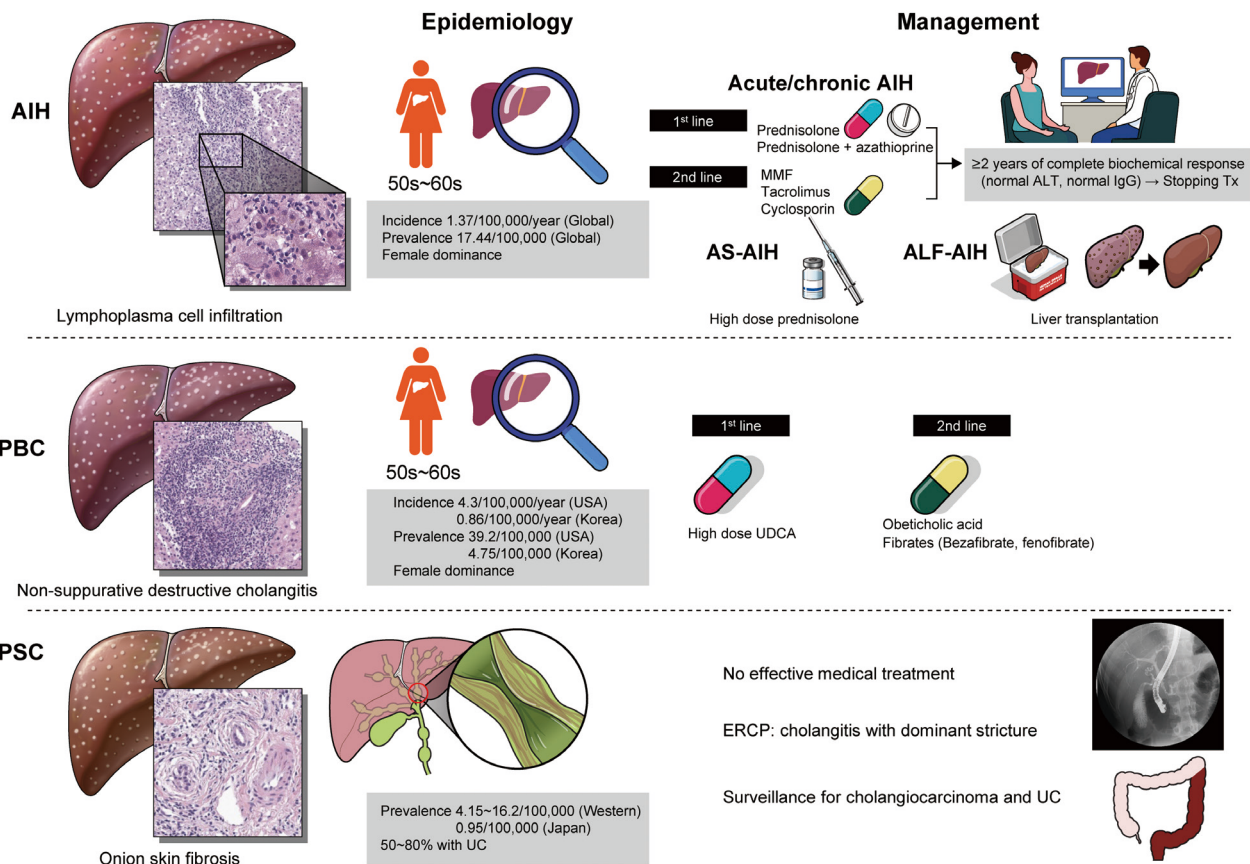 Epidemiology
Management
AIH
Lymphoplasma cell infiltration
50s~60s
Incidence 1.37/100,000/year (Global)
Prevalence 17.44/100,000 (Global)
Female dominance
Acute/chronic AIH
1st line
Prednisolone
Prednisolone + azathioprine
2nd line
MMF
Tacrolimus
Cyclosporin
≥2 years of complete biochemical response
(normal ALT, normal IgG) → Stopping Tx
AS-AIH
High dose prednisolone
ALF-AIH
Liver transplantation
PBC
Non-suppurative destructive cholangitis
50s~60s
Incidence 4.3/100,000/year (USA)
0.86/100,000/year (Korea)
Prevalence 39.2/100,000 (USA)
4.75/100,000 (Korea)
Female dominance
1st line
High dose UDCA
2nd line
Obeticholic acid
Fibrates (Bezafibrate, fenofibrate)
PSC
Onion skin fibrosis
Prevalence 4.15~16.2/100,000 (Western)
0.95/100,000 (Japan)
50~80% with UC
No effective medical treatment
ERCP: cholangitis with dominant stricture
Surveillance for cholangiocarcinoma and UC